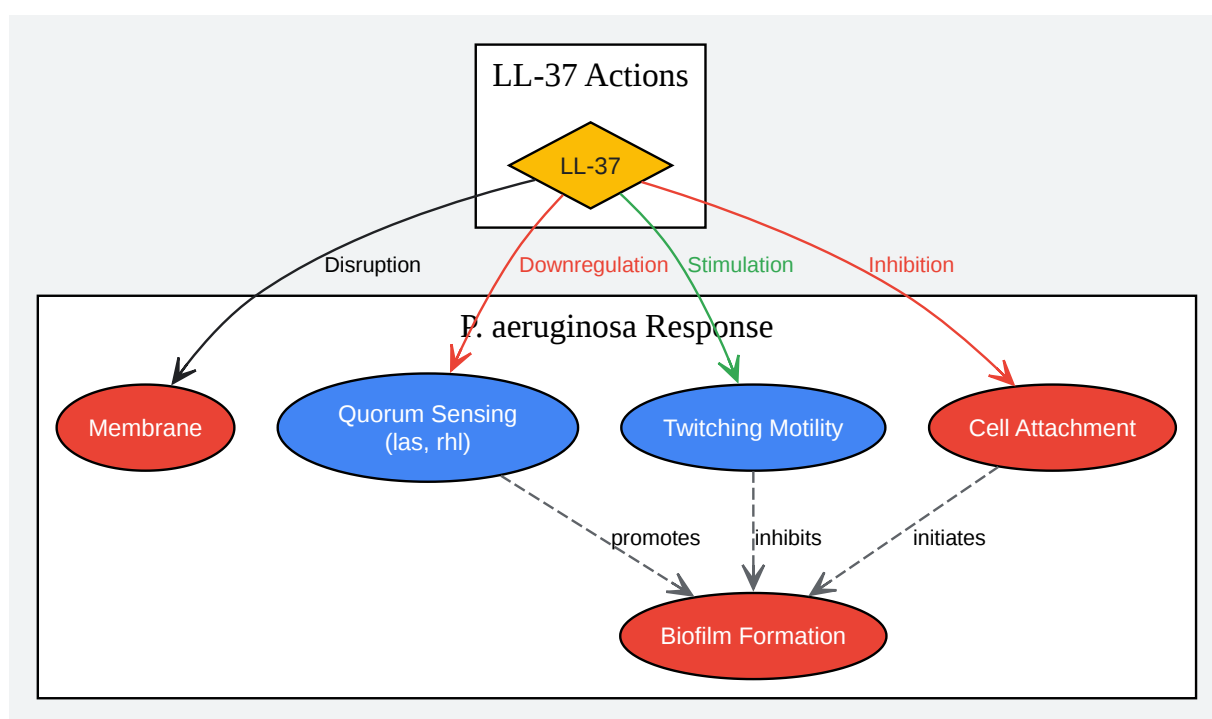 LL-37 Actions
LL-37
Disruption
Downregulation
Stimulation
Inhibition
P. aeruginosa Response
Membrane
Quorum Sensing
(las, rhl)
Twitching Motility
Cell Attachment
promotes
inhibits
initiates
Biofilm Formation